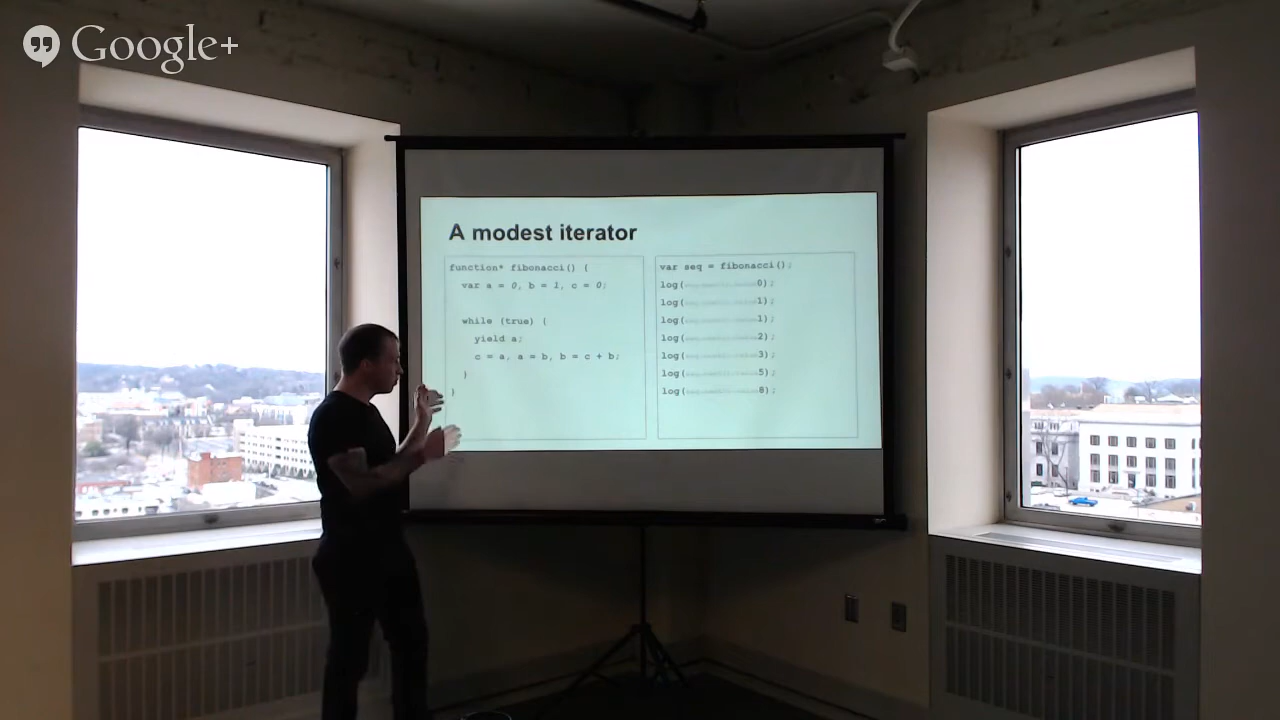 Google+
A modest iterator
function* fibonacci() {
var a = 0, b = 1, c = 0;
while (true) {
yield a;
c = a, a = b, b = c + b;
}
}
var seq = fibonacci();
log( 0);
log( 1);
log( 1);
log( 2);
log( 3);
log( 5);
log( 8);